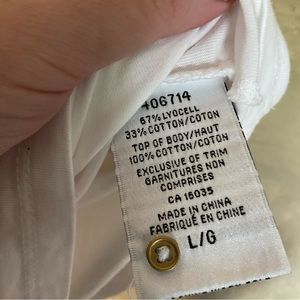 406714
67% LYOCELL
33% COTTON/COTON
TOP OF BODY/HAUT
100% COTTON/COTON
EXCLUSIVE OF TRIM
GARNITURES NON
COMPRISES
CA 16035
MADE IN CHINA
FABRIQUÉ EN CHINE
L/G